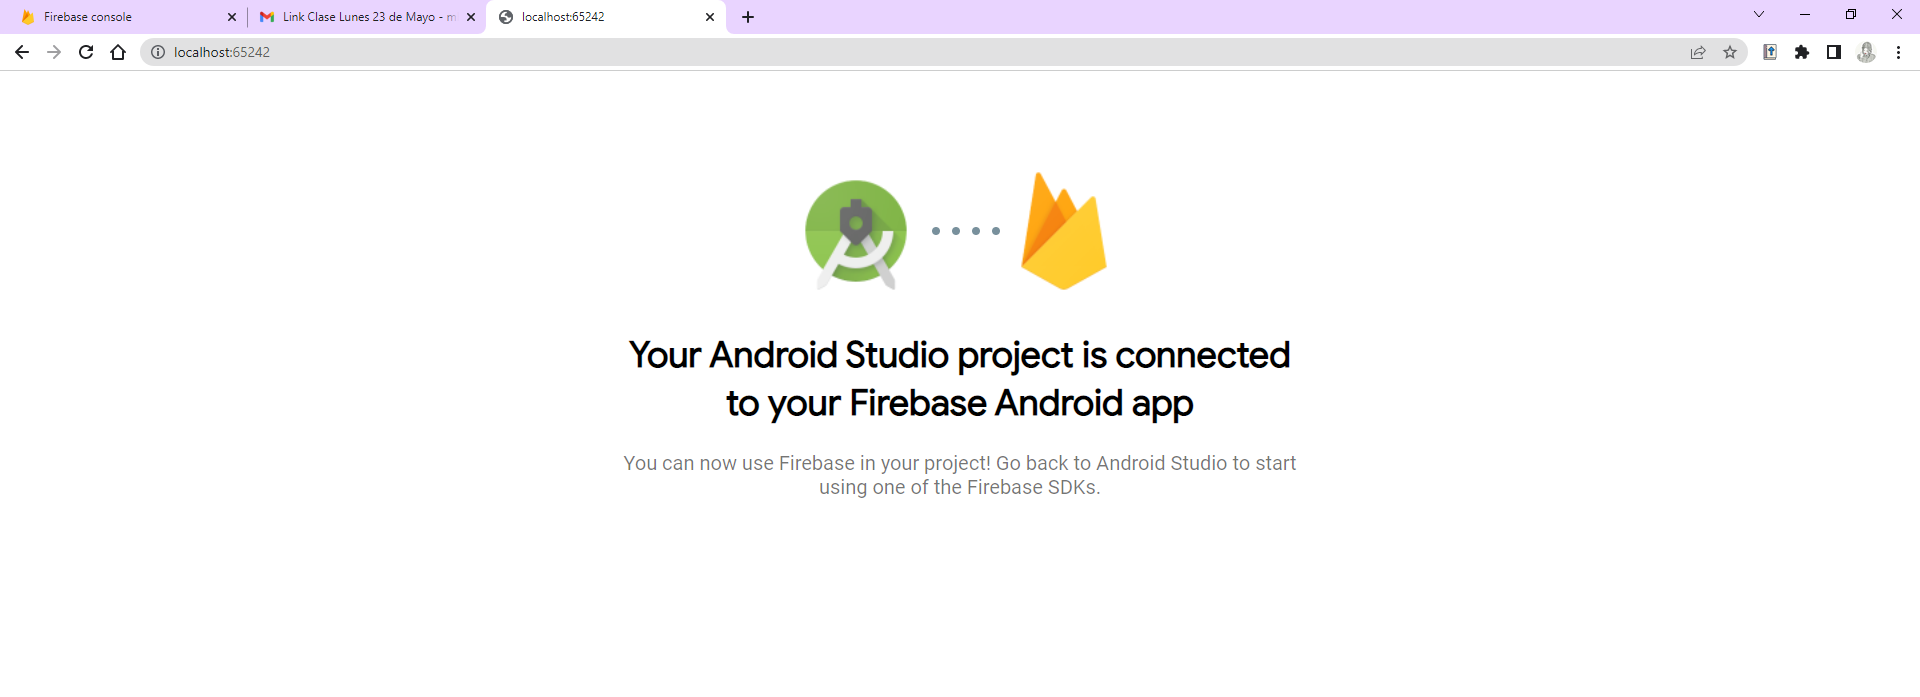 Firebase console
Link Clase Lunes 23 de Mayo - m
localhost:65242
localhost:65242
Your Android Studio project is connected
to your Firebase Android app
You can now use Firebase in your project! Go back to Android Studio to start
using one of the Firebase SDKs.